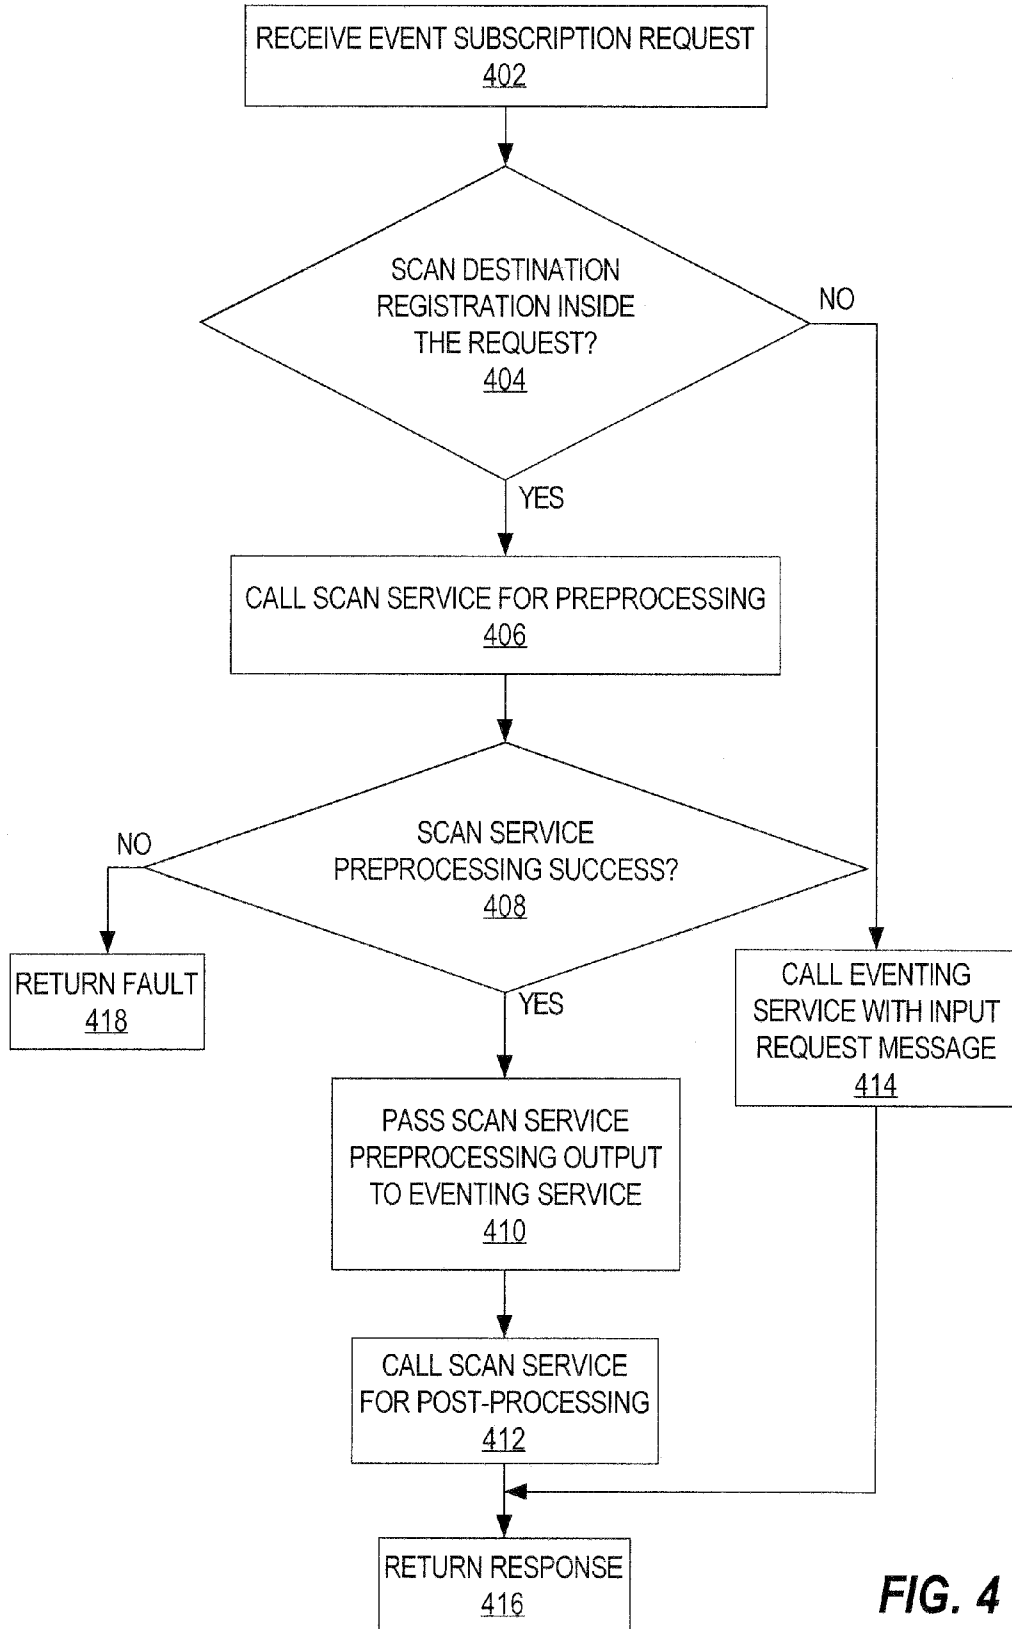 RECEIVE EVENT SUBSCRIPTION REQUEST
402
SCAN DESTINATION
REGISTRATION INSIDE
THE REQUEST?
404
NO
YES
CALL SCAN SERVICE FOR PREPROCESSING
406
SCAN SERVICE
PREPROCESSING SUCCESS?
408
NO
YES
RETURN FAULT
418
CALL EVENTING
SERVICE WITH INPUT
REQUEST MESSAGE
414
PASS SCAN SERVICE
PREPROCESSING OUTPUT
TO EVENTING SERVICE
410
CALL SCAN SERVICE
FOR POST-PROCESSING
412
RETURN RESPONSE
416
FIG. 4